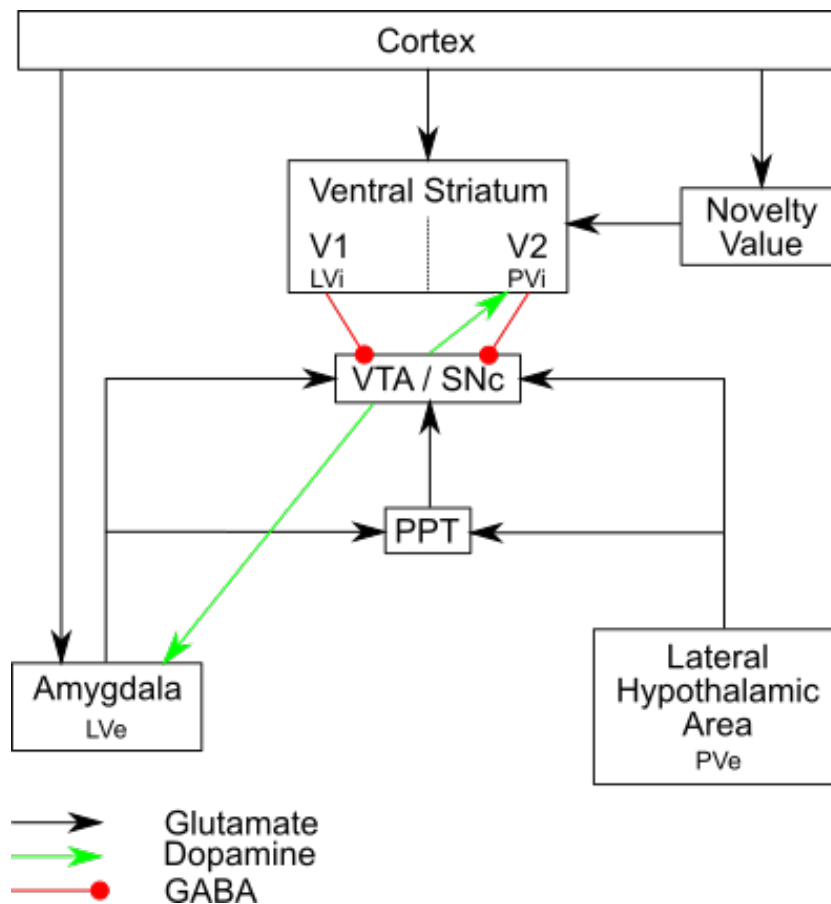 Cortex
Ventral Striatum
V1 V2
LVi PVi
Novelty
Value
VTA / SNc
PPT
Amygdala
LVe
Lateral
Hypothalamic
Area
PVe
Glutamate
Dopamine
GABA